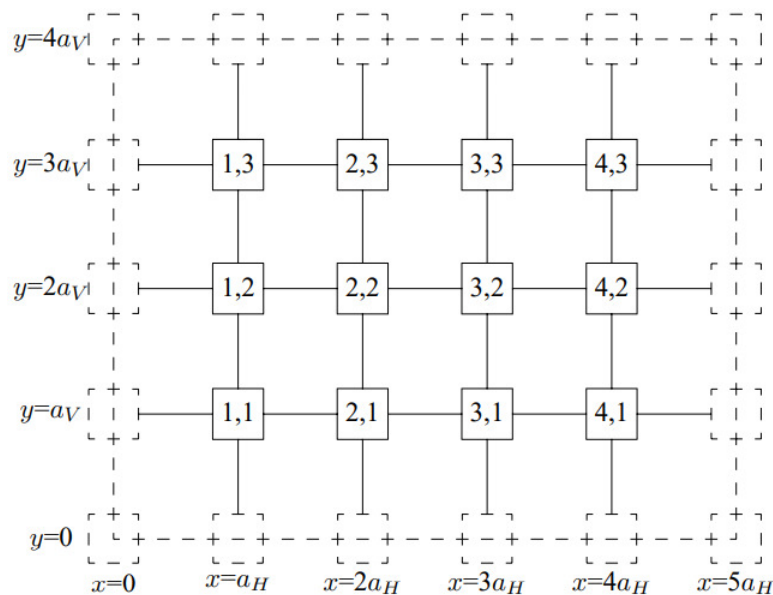 y=4a_V
y=3a_V 1,3 2,3 3,3 4,3
y=2a_V 1,2 2,2 3,2 4,2
y=a_V 1,1 2,1 3,1 4,1
y=0
x=0 x=a_H x=2a_H x=3a_H x=4a_H x=5a_H